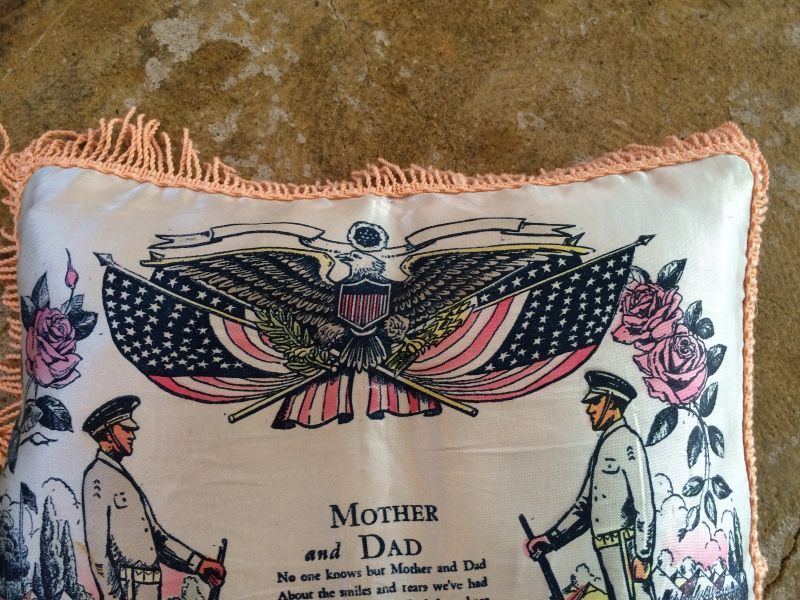 MOTHER
and DAD
No one knows but Mother and Dad
About the smiles and tears we've had